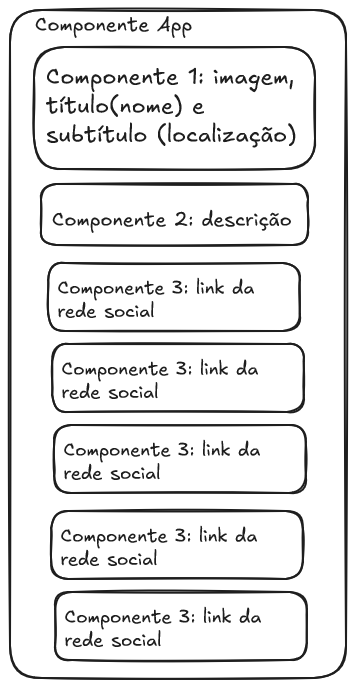 Componente App
Componente 1: imagem,
título(nome) e
subtítulo (localização)
Componente 2: descrição
Componente 3: link da
rede social
Componente 3: link da
rede social
Componente 3: link da
rede social
Componente 3: link da
rede social
Componente 3: link da
rede social